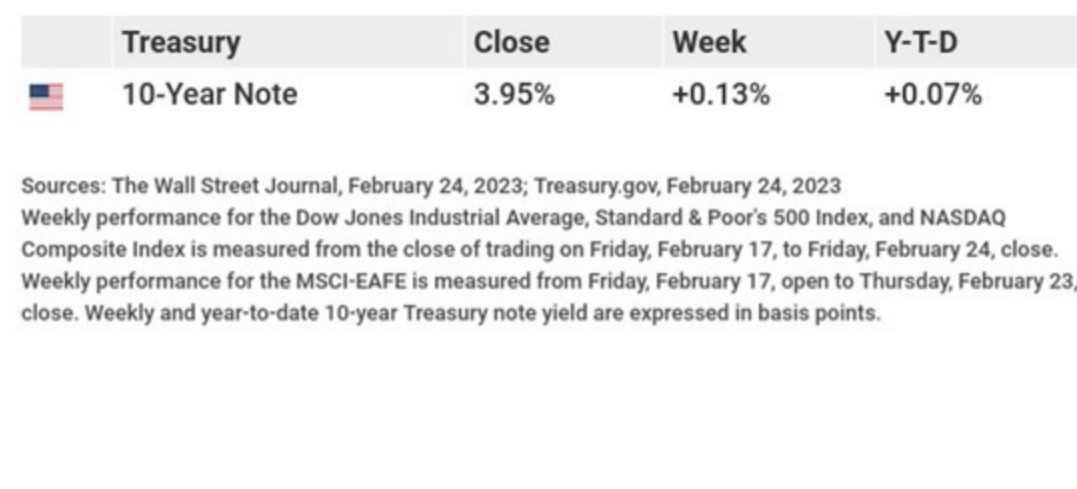 Treasury Close Week Y-T-D
10-Year Note 3.95% +0.13% +0.07%
Sources: The Wall Street Journal, February 24, 2023; Treasury.gov, February 24, 2023
Weekly performance for the Dow Jones Industrial Average, Standard & Poor's 500 Index, and NASDAQ
Composite Index is measured from the close of trading on Friday, February 17, to Friday, February 24, close.
Weekly performance for the MSCI-EAFE is measured from Friday, February 17, open to Thursday, February 23,
close. Weekly and year-to-date 10-year Treasury note yield are expressed in basis points.